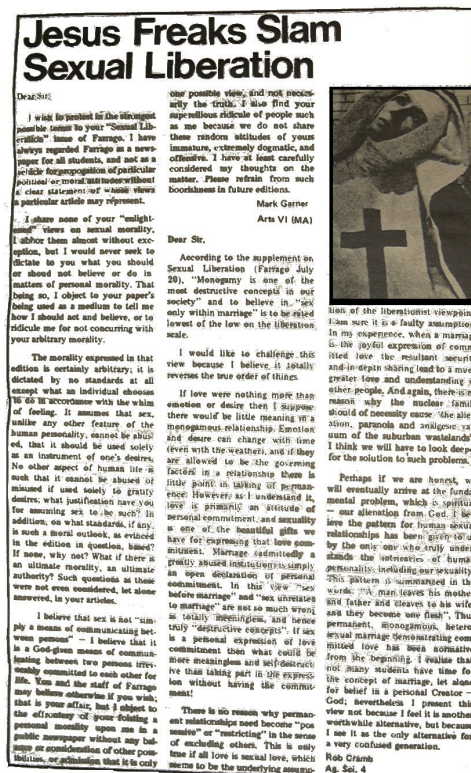 Jesus Freaks Slam
Sexual Liberation
Dear Sir,
I wish to protest in the strongest
possible terms to your "Sexual Lib-
eration" issue of Farrago. I have
always regarded Farrago as a news-
paper for all students, and not as a
vehicle for propogation of particular
political or moral attitudes without
a clear statement of whose views
a particular article may represent.
I share none of your "enlight-
ened" views on sexual morality,
I abhor them almost without exc-
eption, but I would never seek to
dictate to you what you should
or shoud not believe or do in
matters of personal morality. That
being so, I object to your paper's
being used as a medium to tell me
how I should act and believe, or to
ridicule me for not concurring with
your arbitrary morality.
The morality expressed in that
edition is certainly arbitrary; it is
dictated by no standards at all
except what an individual chooses
to do in accordance with the whim
of feeling. It assumes that sex,
unlike any other feature of the
human personality, cannot be abus
ed, that it should be used solely
as an instrument of one's desires.
No other aspect of human life is
such that it cannot be abused or
misused if used solely to gratify
desires; what justification have you
for assuming sex to be such? In
addition, on what standards, if any,
is such a moral outlook, as evinced
in the edition in question, based?
If none, why not? What if there is
an ultimate morality, an ultimate
authority? Such questions as these
were not even considered, let alone
answered, in your articles.
I believe that sex is not "sim-
ply a means of communicating bet-
ween persons" – I believe that it
is a God-given means of commun-
icating between two persons irrev-
ocably committed to each other for
life. You and the staff of Farrago
may believe otherwise if you wish;
that is your affair, but I object to
the effrontery of your foisting a
personal morality upon me in a
public newspaper without any bal-
ance or consideration of other poss-
ibilities, or admission that it is only
one possible view, and not neces-
arily the truth. I also find your
supercilious ridicule of people such
as me because we do not share
these random attitudes of yours
immature, extremely dogmatic, and
offensive. I have at least carefully
considered my thoughts on the
matter. Please refrain from such
boorishness in future editions.
Mark Garner
Arts VI (MA)
Dear Sir,
According to the supplement on
Sexual Liberation (Farrago July
20), "Monogamy is one of the
most destructive concepts in our
society" and to believe in "sex
only within marriage" is to be rated
lowest of the low on the liberation
scale.
I would like to challenge this
view because I believe it totally
reverses the true order of things.
If love were nothing more than
emotion or desire then I suppose
there would be little meaning in a
monogamous relationship. Emotion
and desire can change with time
(even with the weather), and if they
are allowed to be the governing
factors in a relationship there is
little point in talking of perman-
ence. However, as I understand it,
love is primarily an attitude of
personal commitment, and sexuality
is one of the beautiful gifts we
have for expressing that love com-
mitment. Marriage (admittedly a
greatly abused institution) is simply
an open declaration of personal
commitment. In this view "sex
before marriage" and "sex unrelated
to marriage" are not so much wrong
as totally meaningless, and hence
truly "destructive concepts". If sex
is a personal expression of love
commitment then what could be
more meaningless and self-destruct-
ive than taking part in the express-
ion without having the commit-
ment!
There is no reason why perman-
ent relationships need become "pos
sessive" or "restricting" in the sense
of excluding others. This is only
true if all love is sexual love, which
seems to be the underlying assump-
tion of the liberationist viewpoin
I am sure it is a faulty assumptio
In my experience, when a marriag
is the joyful expression of comm
itted love the resultant securit
and in-depth sharing lead to a muc
greater love and understanding
other people. And again, there is n
reason why the nuclear fami
should of necessity cause "the alie
ation, paranoia and analgesic va
uum of the suburban wastelands"
I think we will have to look deep
for the solution to such problems.
Perhaps if we are honest, w
will eventually arrive at the funda
mental problem, which is spiritu
– our alienation from God. I be
ieve the pattern for human sexu
relationships has been given to u
by the only one who truly under
stands the intricacies of human
personality, including our sexuality
This pattern is summarized in th
words: "A man leaves his mothe
and father and cleaves to his wife
and they become one flesh". Thu
permanent, monogamous, hetero
sexual marriage demonstrating com
mitted love has been normative
from the beginning. I realise tha
not many students have time fo
the concept of marriage, let alon
for belief in a personal Creator –
God; nevertheless I present thi
view not because I feel it is anoth
worthwhile alternative, but becaus
I see it as the only alternative fo
a very confused generation.
Rob Cramb
Ag. Sci. 4